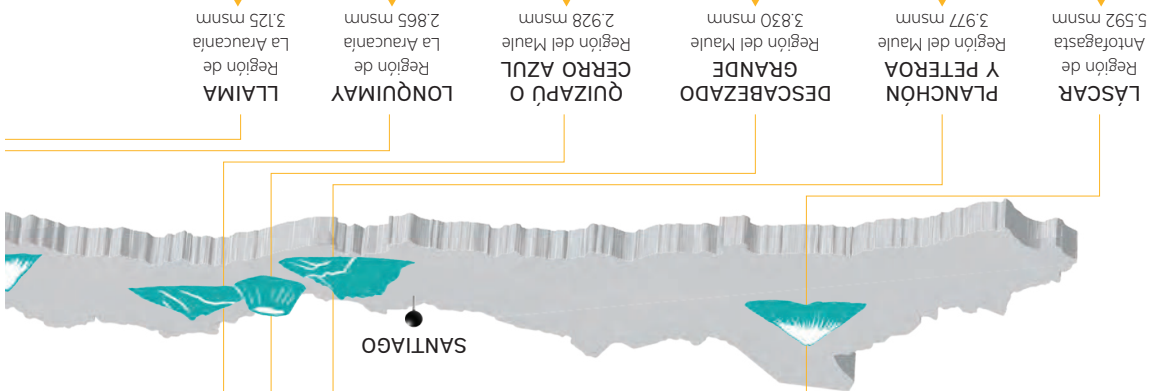 SANTIAGO
LÁSCAR
Región de
Antofagasta
5.592 msnm
PLANCHÓN
Y PETEROA
Región del Maule
3.977 msnm
DESCABEZADO
GRANDE
Región del Maule
3.830 msnm
QUIZAPÚ O
CERRO AZUL
Región del Maule
2.928 msnm
LONQUIMAY
Región de
La Araucanía
2.865 msnm
LLAIMA
Región de
La Araucanía
3.125 msnm